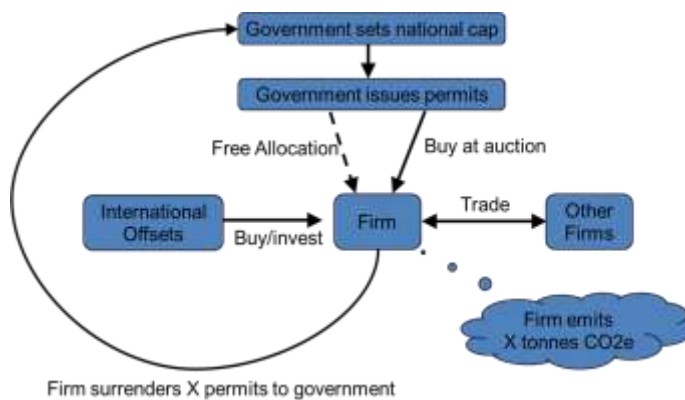 Government sets national cap
Government issues permits
Free Allocation
Buy at auction
International
Offsets
Buy/invest
Firm
Trade
Other
Firms
Firm emits
X tonnes CO2e
Firm surrenders X permits to government